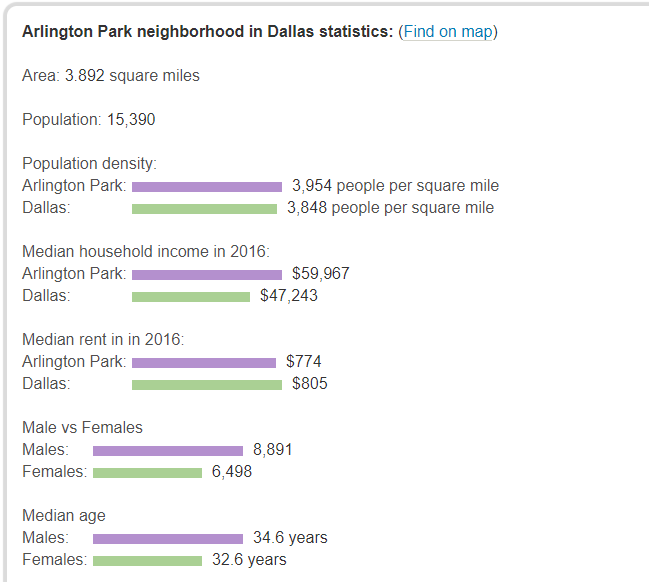 Arlington Park neighborhood in Dallas statistics: (Find on map)
Area: 3.892 square miles
Population: 15,390
Population density:
Arlington Park: 3,954 people per square mile
Dallas: 3,848 people per square mile
Median household income in 2016:
Arlington Park: $59,967
Dallas: $47,243
Median rent in in 2016:
Arlington Park: $774
Dallas: $805
Male vs Females
Males: 8,891
Females: 6,498
Median age
Males: 34.6 years
Females: 32.6 years